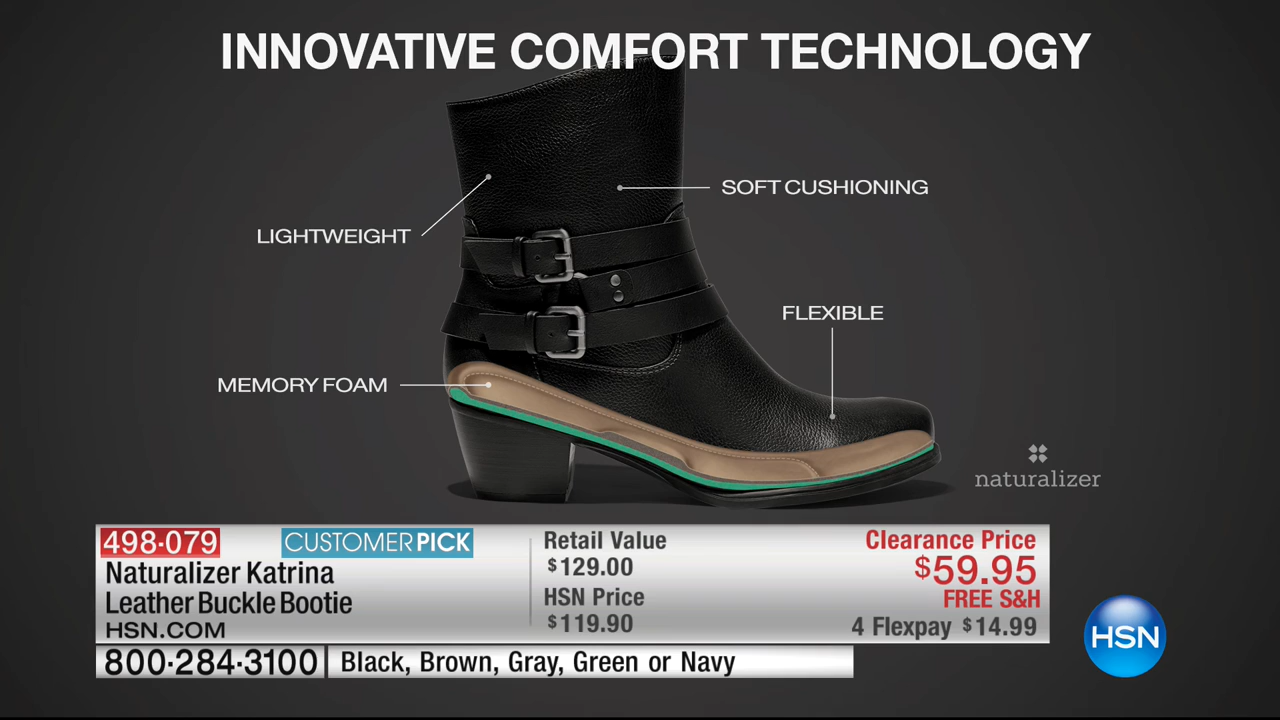 INNOVATIVE COMFORT TECHNOLOGY
SOFT CUSHIONING
LIGHTWEIGHT
FLEXIBLE
MEMORY FOAM
naturalizer
498·079
CUSTOMER PICK
Naturalizer Katrina
Leather Buckle Bootie
HSN.COM
Retail Value
$129.00
HSN Price
$119.90
Clearance Price
$59.95
FREE S&H
4 Flexpay $14.99
HSN
800·284·3100
Black, Brown, Gray, Green or Navy